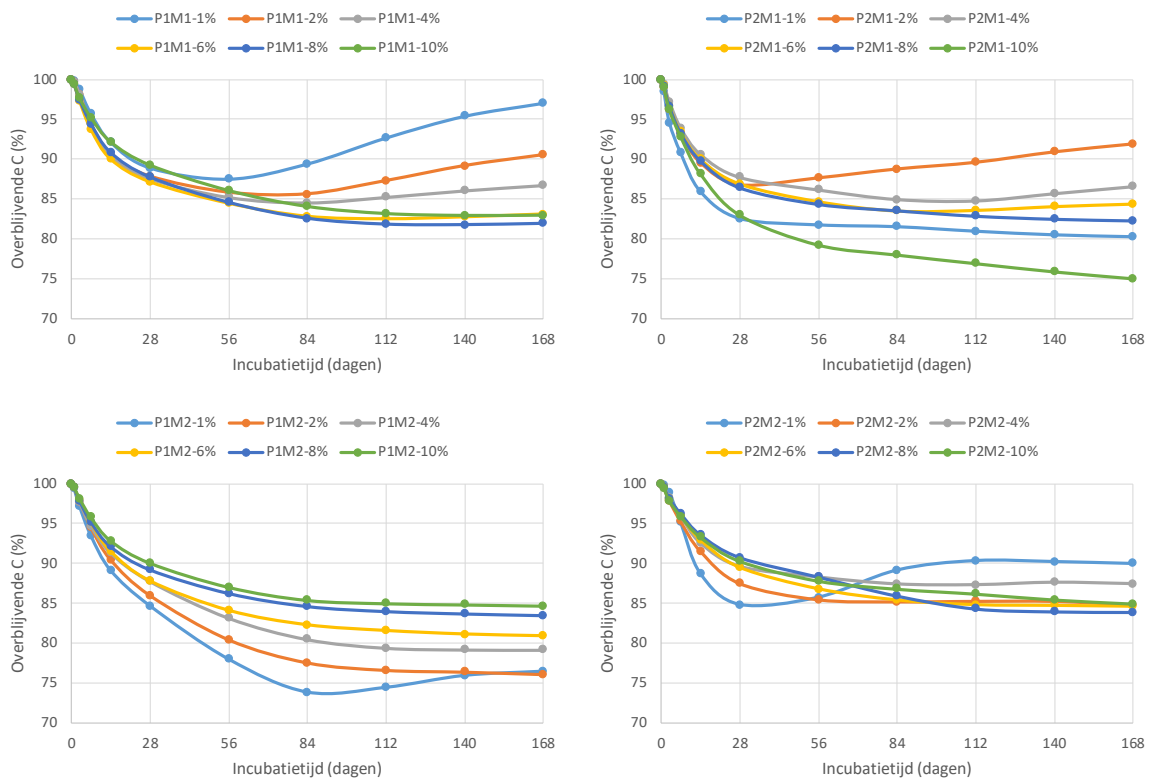 P1M1-1% P1M1-2% P1M1-4%
P1M1-6% P1M1-8% P1M1-10%
100
95
90
85
80
75
70
Overblijvende C (%)
0 28 56 84 112 140 168
Incubatietijd (dagen)
P2M1-1% P2M1-2% P2M1-4%
P2M1-6% P2M1-8% P2M1-10%
100
95
90
85
80
75
70
Overblijvende C (%)
0 28 56 84 112 140 168
Incubatietijd (dagen)
P1M2-1% P1M2-2% P1M2-4%
P1M2-6% P1M2-8% P1M2-10%
100
95
90
85
80
75
70
Overblijvende C (%)
0 28 56 84 112 140 168
Incubatietijd (dagen)
P2M2-1% P2M2-2% P2M2-4%
P2M2-6% P2M2-8% P2M2-10%
100
95
90
85
80
75
70
Overblijvende C (%)
0 28 56 84 112 140 168
Incubatietijd (dagen)